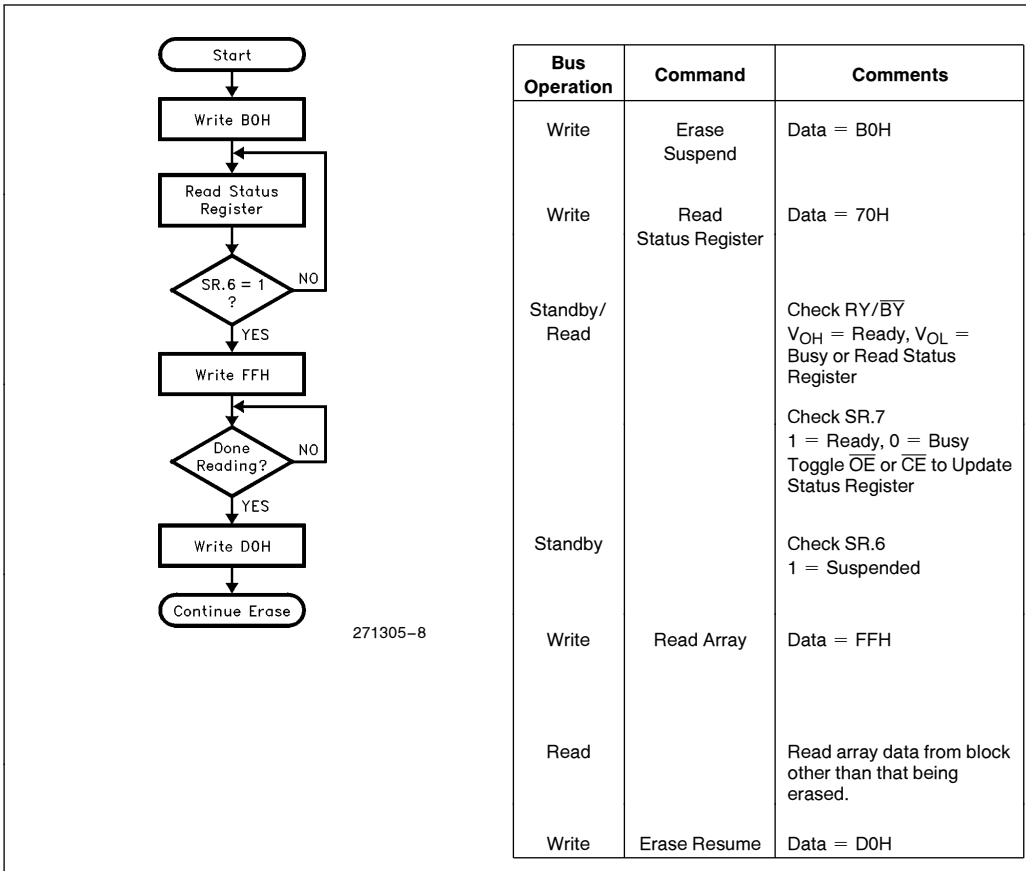 Start
Write B0H
Read Status
Register
SR.6 = 1
?
NO
YES
Write FFH
Done
Reading?
NO
YES
Write D0H
Continue Erase
271305–8
Bus
Operation
Command
Comments
Write
Erase
Suspend
Data = B0H
Write
Read
Status Register
Data = 70H
Standby/
Read
Check RY/B̅Y̅
VOH = Ready, VOL =
Busy or Read Status
Register
Check SR.7
1 = Ready, 0 = Busy
Toggle O̅E̅ or C̅E̅ to Update
Status Register
Standby
Check SR.6
1 = Suspended
Write
Read Array
Data = FFH
Read
Read array data from block
other than that being
erased.
Write
Erase Resume
Data = D0H